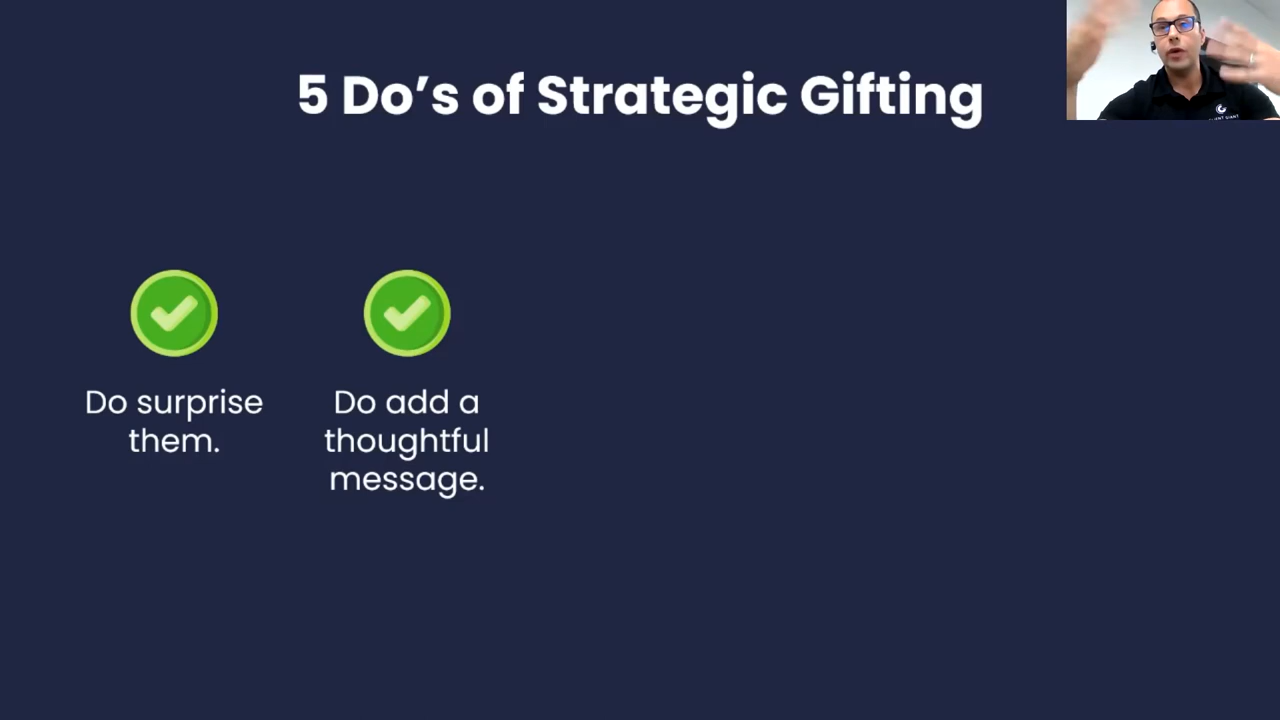 5 Do’s of Strategic Gifting
Do surprise
them.
Do add a
thoughtful
message.